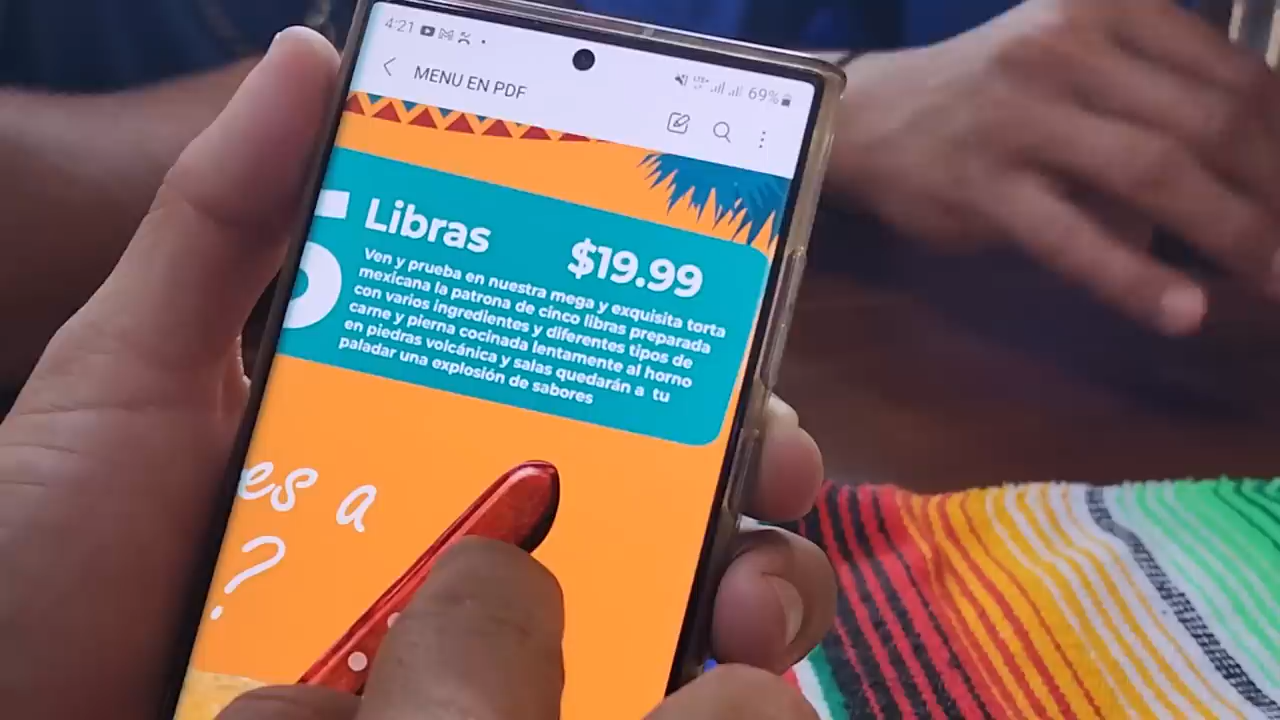 4:21
69%
MENU EN PDF
5 Libras
$19.99
Ven y prueba en nuestra mega y exquisita torta
mexicana la patrona de cinco libras preparada
con varios ingredientes y diferentes tipos de
carne y pierna cocinada lentamente al horno
en piedras volcánica y salas quedarán a tu
paladar una explosión de sabores
es a
?